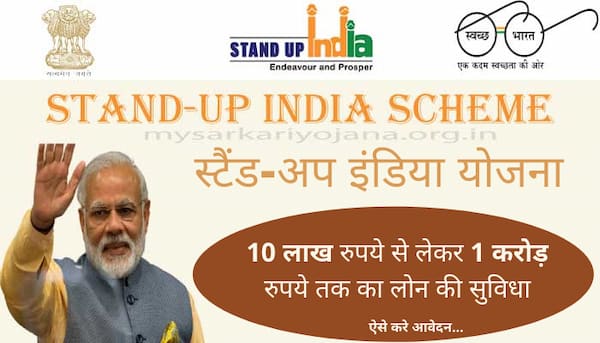 सत्यमेव जयते
STAND UP India
Endeavour and Prosper
स्वच्छ भारत
एक कदम स्वच्छता की ओर
STAND-UP INDIA SCHEME
mysarkariyojana.org.in
स्टैंड-अप इंडिया योजना
10 लाख रुपये से लेकर 1 करोड़
रुपये तक का लोन की सुविधा
ऐसे करे आवेदन...